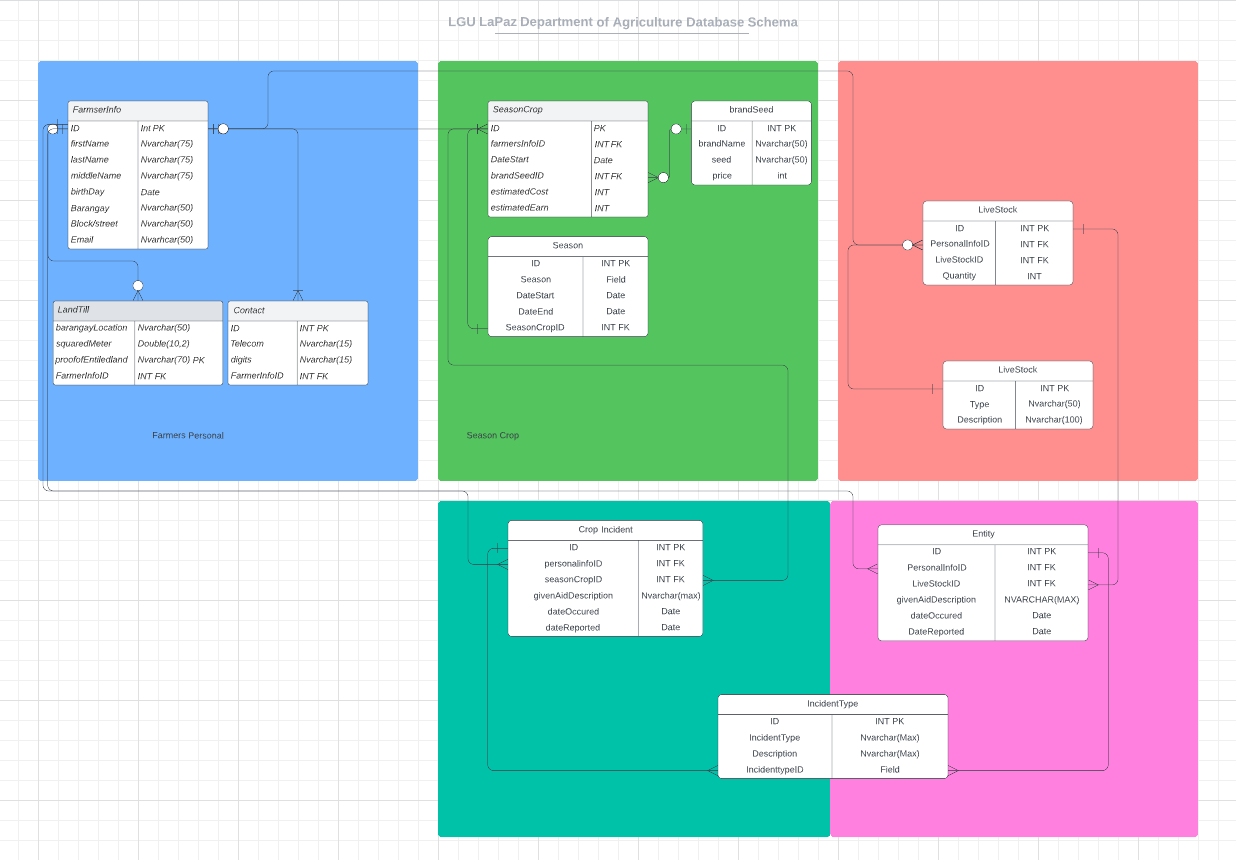 LGU LaPaz Department of Agriculture Database Schema
FarmserInfo
ID Int PK
firstName Nvarchar(75)
lastName Nvarchar(75)
middleName Nvarchar(75)
birthDay Date
Barangay Nvarchar(50)
Block/street Nvarchar(50)
Email Nvarhcar(50)
LandTill
barangayLocation Nvarchar(50)
squaredMeter Double(10,2)
proofofEntiledland Nvarchar(70) PK
FarmerInfoID INT FK
Contact
ID INT PK
Telecom Nvarchar(15)
digits Nvarchar(15)
FarmerInfoID INT FK
Farmers Personal
SeasonCrop
ID PK
farmersInfoID INT FK
DateStart Date
brandSeedID INT FK
estimatedCost INT
estimatedEarn INT
brandSeed
ID INT PK
brandName Nvarchar(50)
seed Nvarchar(50)
price int
Season
ID INT PK
Season Field
DateStart Date
DateEnd Date
SeasonCropID INT FK
Season Crop
LiveStock
ID INT PK
PersonalInfoID INT FK
LiveStockID INT FK
Quantity INT
LiveStock
ID INT PK
Type Nvarchar(50)
Description Nvarchar(100)
Crop Incident
ID INT PK
personalinfoID INT FK
seasonCropID INT FK
givenAidDescription Nvarchar(max)
dateOccured Date
dateReported Date
Entity
ID INT PK
PersonalInfoID INT FK
LiveStockID INT FK
givenAidDescription NVARCHAR(MAX)
dateOccured Date
DateReported Date
IncidentType
ID INT PK
IncidentType Nvarchar(Max)
Description Nvarchar(Max)
IncidenttypeID Field